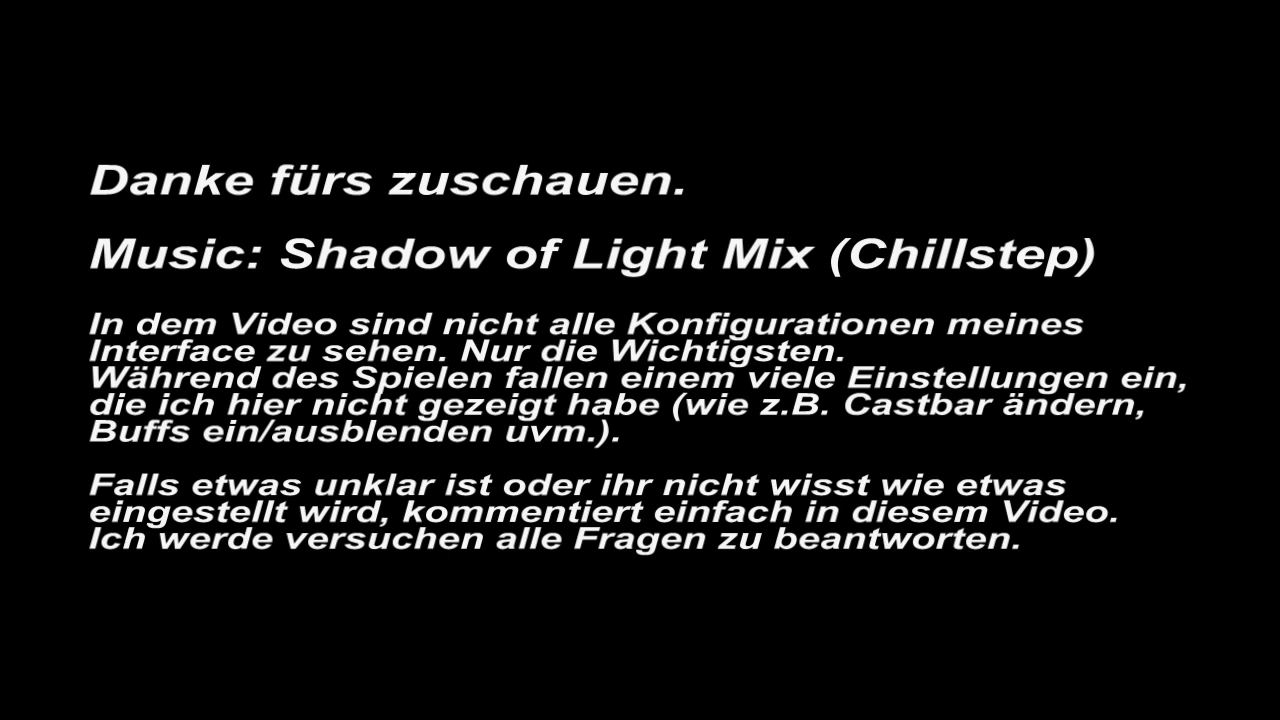 Danke fürs zuschauen.
Music: Shadow of Light Mix (Chillstep)
In dem Video sind nicht alle Konfigurationen meines
Interface zu sehen. Nur die Wichtigsten.
Während des Spielen fallen einem viele Einstellungen ein,
die ich hier nicht gezeigt habe (wie z.B. Castbar ändern,
Buffs ein/ausblenden uvm.).
Falls etwas unklar ist oder ihr nicht wisst wie etwas
eingestellt wird, kommentiert einfach in diesem Video.
Ich werde versuchen alle Fragen zu beantworten.